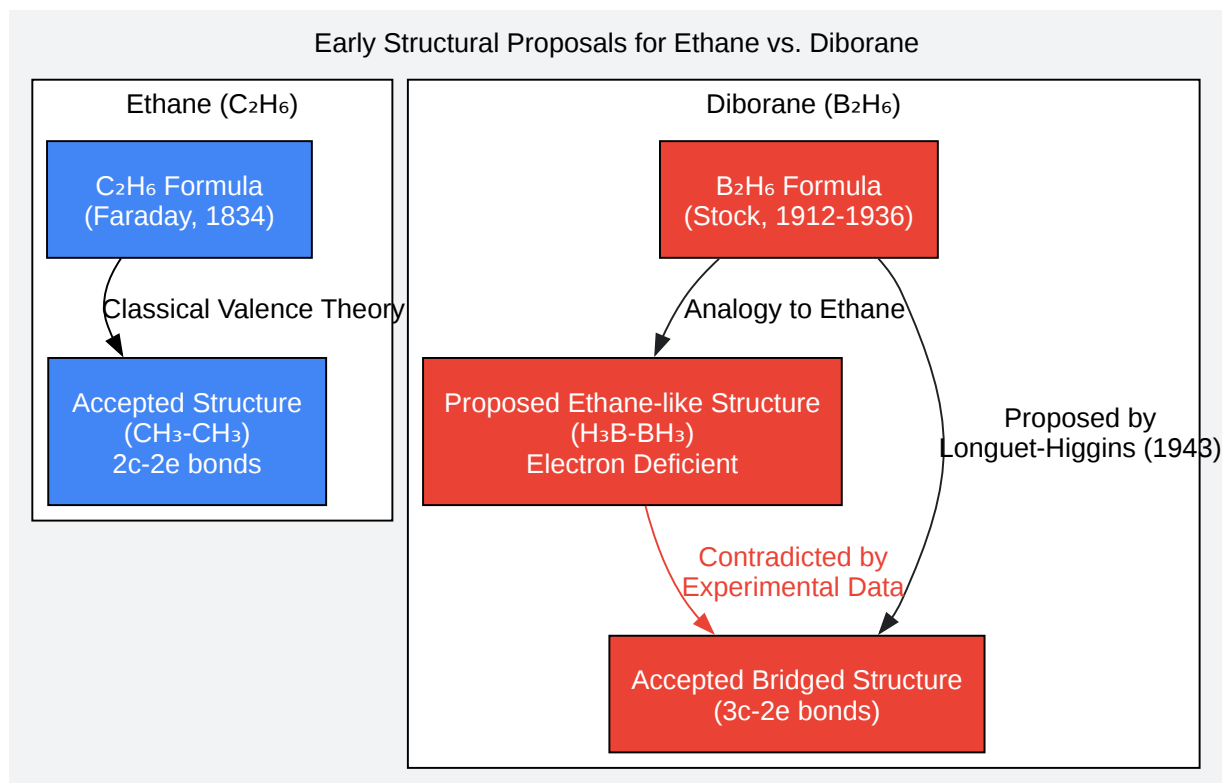 Early Structural Proposals for Ethane vs. Diborane
Ethane (C₂H₆)
C₂H₆ Formula
(Faraday, 1834)
Classical Valence Theory
Accepted Structure
(CH₃-CH₃)
2c-2e bonds
Diborane (B₂H₆)
B₂H₆ Formula
(Stock, 1912-1936)
Analogy to Ethane
Proposed Ethane-like Structure
(H₃B-BH₃)
Electron Deficient
Proposed by
Longuet-Higgins (1943)
Contradicted by
Experimental Data
Accepted Bridged Structure
(3c-2e bonds)